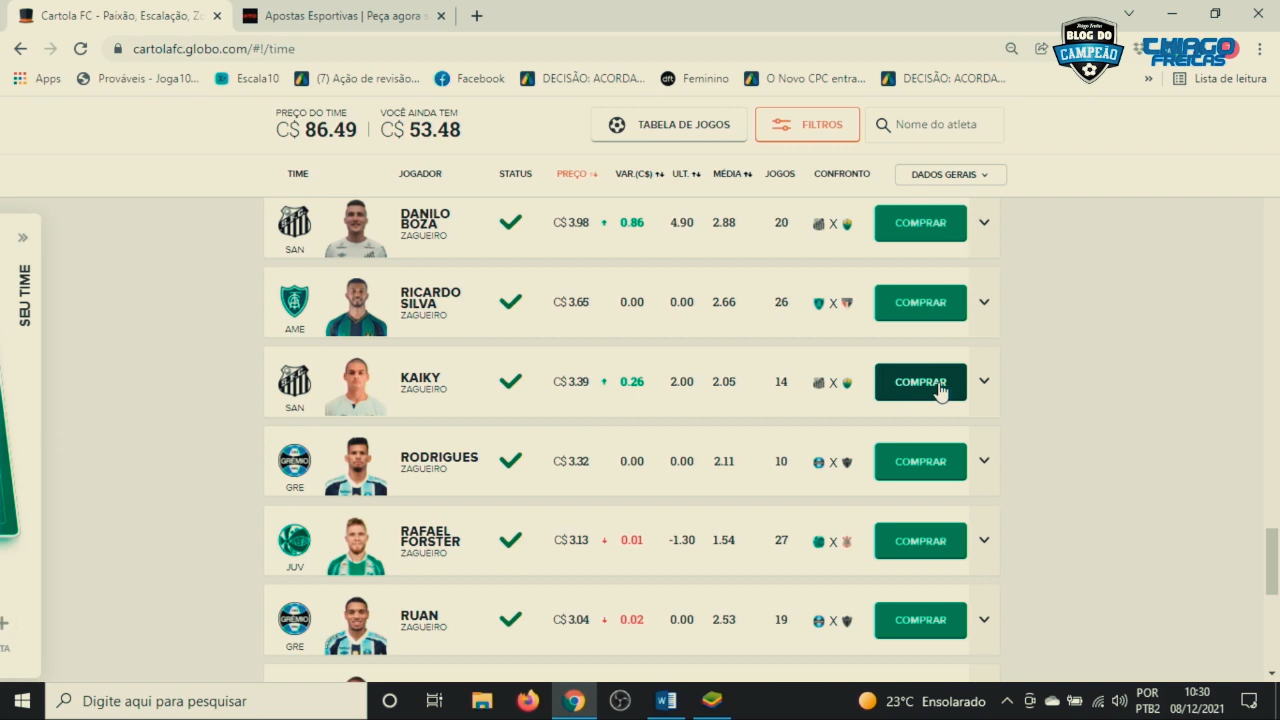 Cartola FC - Paixão, Escalação, Ze
Apostas Esportivas | Peça agora s
cartolafc.globo.com/#!/time
Thiago Freitas
BLOG DO
CAMPEÃO
THIAGO
FREITAS
Apps
Prováveis - Joga10...
Escala10
(7) Ação de revisão...
Facebook
DECISÃO: ACORDA...
dft
Feminino
O Novo CPC entra...
DECISÃO: ACORDA...
Lista de leitura
PREÇO DO TIME
C$ 86.49
VOCÊ AINDA TEM
C$ 53.48
TABELA DE JOGOS
FILTROS
Nome do atleta
TIME JOGADOR STATUS PREÇO VAR.(C$) ULT. MÉDIA JOGOS CONFRONTO DADOS GERAIS
SEU TIME
TA
SAN DANILO BOZA ZAGUEIRO C$ 3.98 0.86 4.90 2.88 20 X COMPRAR
AME RICARDO SILVA ZAGUEIRO C$ 3.65 0.00 0.00 2.66 26 X COMPRAR
SAN KAIKY ZAGUEIRO C$ 3.39 0.26 2.00 2.05 14 X COMPRAR
GRÊMIO GRE RODRIGUES ZAGUEIRO C$ 3.32 0.00 0.00 2.11 10 X COMPRAR
JUV RAFAEL FORSTER ZAGUEIRO C$ 3.13 0.01 -1.30 1.54 27 X COMPRAR
GRÊMIO GRE RUAN ZAGUEIRO C$ 3.04 0.02 0.00 2.53 19 X COMPRAR
Digite aqui para pesquisar
23°C Ensolarado
POR
PTB2
10:30
08/12/2021